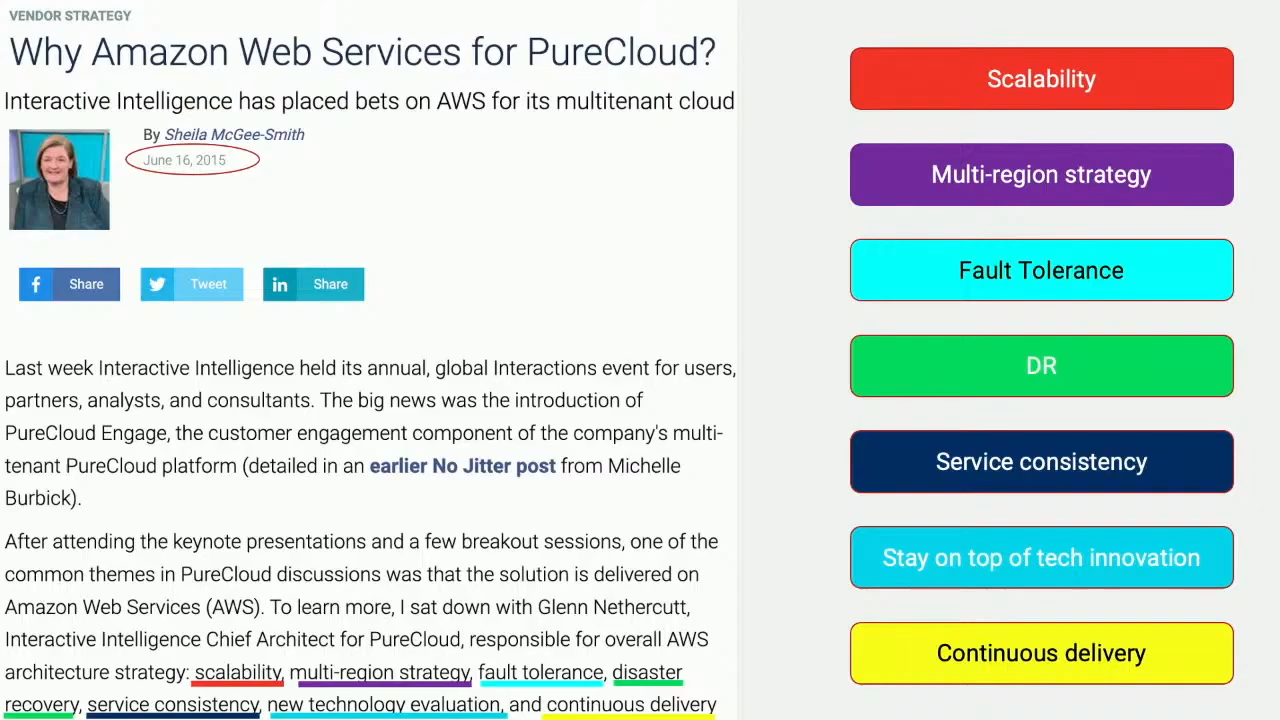 VENDOR STRATEGY
Why Amazon Web Services for PureCloud?
Interactive Intelligence has placed bets on AWS for its multitenant cloud
By Sheila McGee-Smith
June 16, 2015
Share
Tweet
Share
Last week Interactive Intelligence held its annual, global Interactions event for users,
partners, analysts, and consultants. The big news was the introduction of
PureCloud Engage, the customer engagement component of the company's multi-
tenant PureCloud platform (detailed in an earlier No Jitter post from Michelle
Burbick).
After attending the keynote presentations and a few breakout sessions, one of the
common themes in PureCloud discussions was that the solution is delivered on
Amazon Web Services (AWS). To learn more, I sat down with Glenn Nethercutt,
Interactive Intelligence Chief Architect for PureCloud, responsible for overall AWS
architecture strategy: scalability, multi-region strategy, fault tolerance, disaster
recovery, service consistency, new technology evaluation, and continuous delivery
Scalability
Multi-region strategy
Fault Tolerance
DR
Service consistency
Stay on top of tech innovation
Continuous delivery